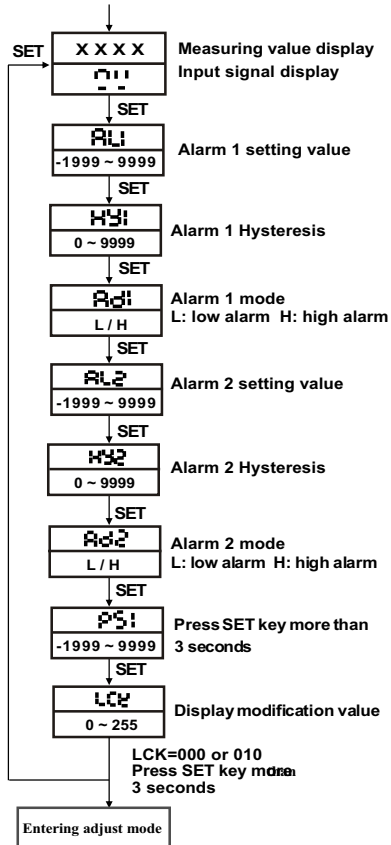 SET
X X X X
Measuring value display
Input signal display
SET
AL1
-1999 ~ 9999
Alarm 1 setting value
SET
HY1
0 ~ 9999
Alarm 1 Hysteresis
SET
Ad1
L / H
Alarm 1 mode
L: low alarm H: high alarm
SET
AL2
-1999 ~ 9999
Alarm 2 setting value
SET
HY2
0 ~ 9999
Alarm 2 Hysteresis
SET
Ad2
L / H
Alarm 2 mode
L: low alarm H: high alarm
SET
PS1
-1999 ~ 9999
Press SET key more than
3 seconds
SET
LCK
0 ~ 255
Display modification value
LCK=000 or 010
Press SET key more than
3 seconds
Entering adjust mode